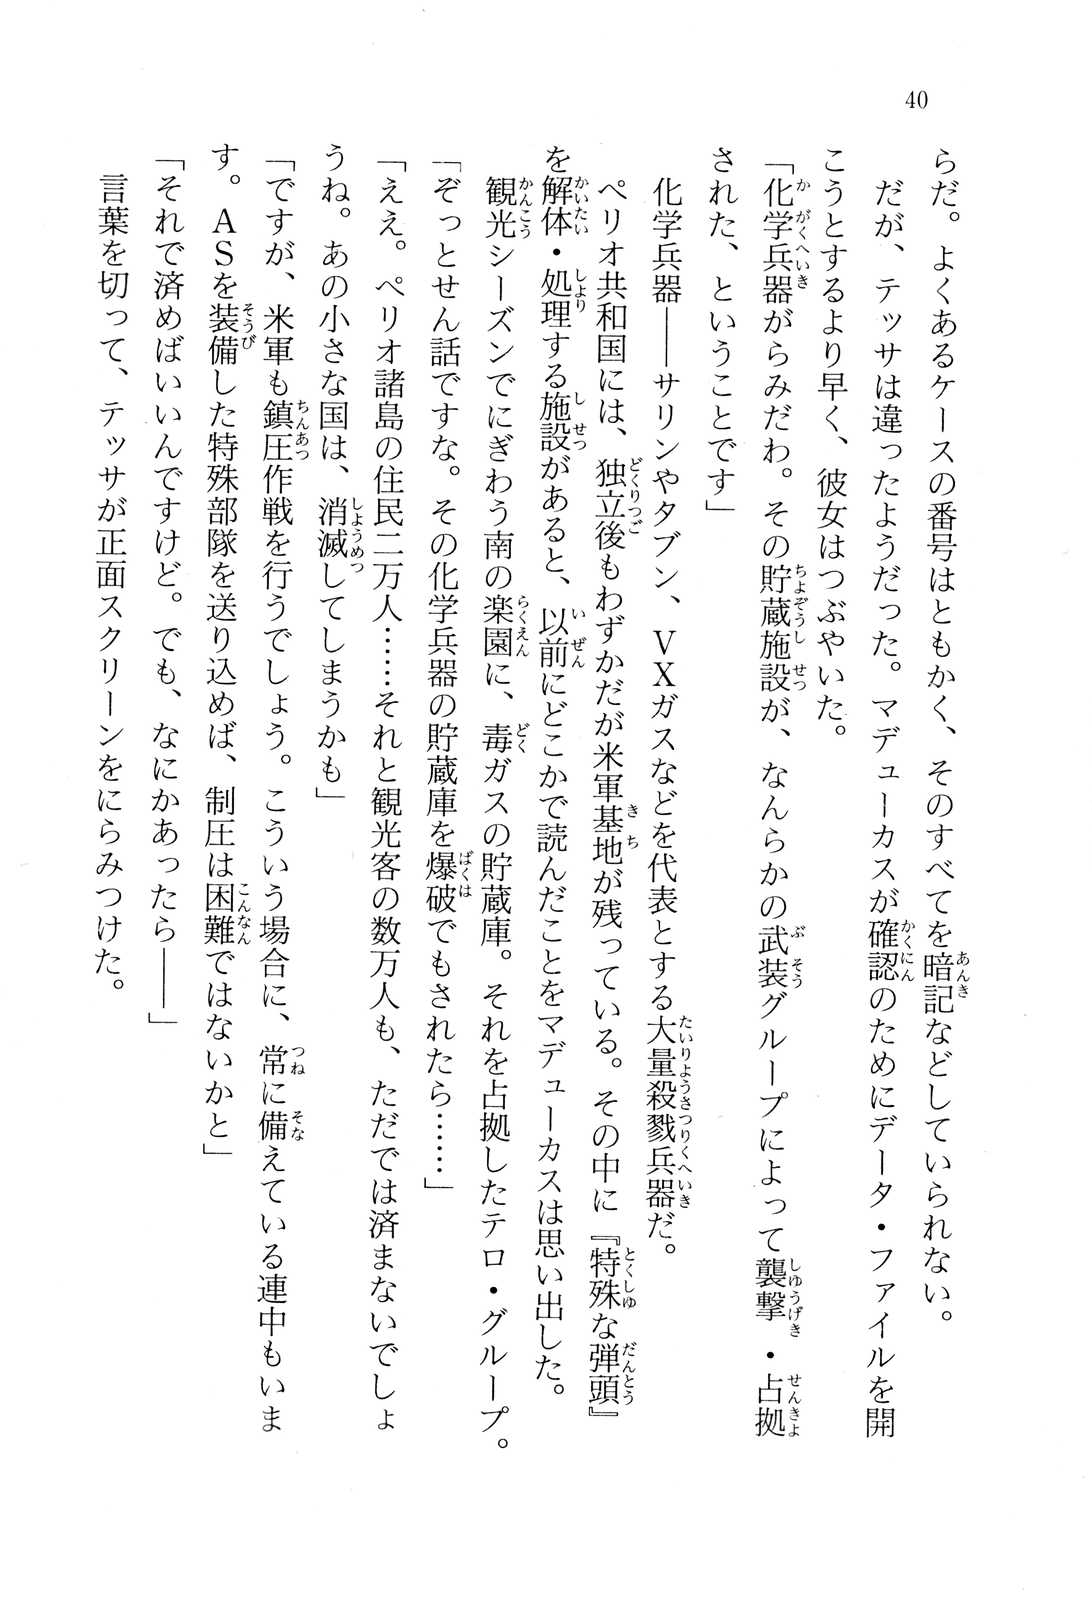 40
らだ。よくあるケースの番号はともかく、そのすべてを暗記などしていられない。
だが、テッサは違ったようだった。マデューカスが確認のためにデータ・ファイルを開
こうとするより早く、彼女はつぶやいた。
「化学兵器がらみだわ。その貯蔵施設が、なんらかの武装グループによって襲撃・占拠
された、ということです」
化学兵器――サリンやタブン、ＶＸガスなどを代表とする大量殺戮兵器だ。
ペリオ共和国には、独立後もわずかだが米軍基地が残っている。その中に『特殊な弾頭』
を解体・処理する施設があると、以前にどこかで読んだことをマデューカスは思い出した。
観光シーズンでにぎわう南の楽園に、毒ガスの貯蔵庫。それを占拠したテロ・グループ。
「ぞっとせん話ですな。その化学兵器の貯蔵庫を爆破でもされたら……」
「ええ。ペリオ諸島の住民二万人……それと観光客の数万人も、ただでは済まないでしょ
うね。あの小さな国は、消滅してしまうかも」
「ですが、米軍も鎮圧作戦を行うでしょう。こういう場合に、常に備えている連中もいま
す。ＡＳを装備した特殊部隊を送り込めば、制圧は困難ではないかと」
「それで済めばいいんですけど。でも、なにかあったら――」
言葉を切って、テッサが正面スクリーンをにらみつけた。